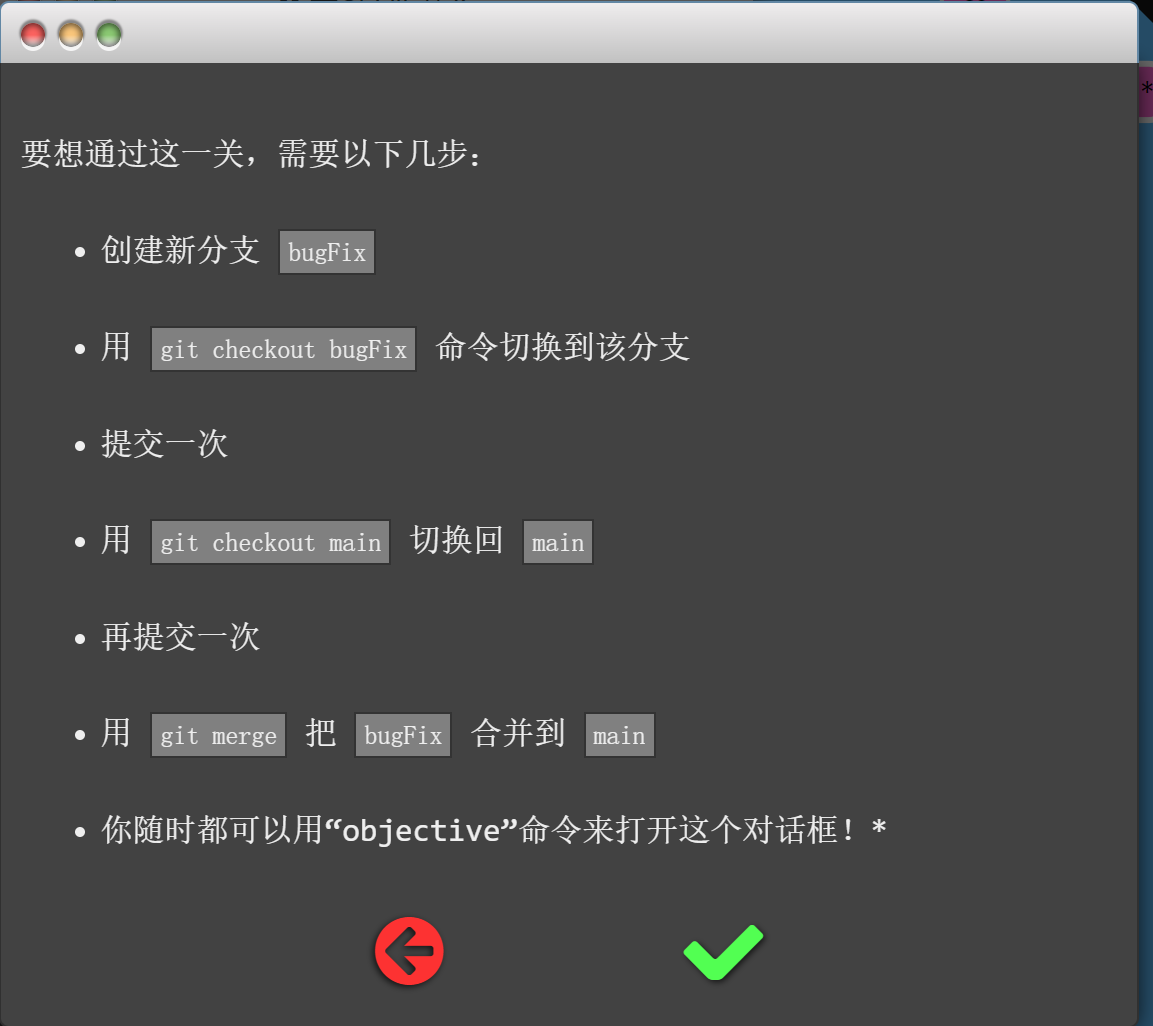 要想通过这一关，需要以下几步：
创建新分支 bugFix
用 git checkout bugFix 命令切换到该分支
提交一次
用 git checkout main 切换回 main
再提交一次
用 git merge 把 bugFix 合并到 main
你随时都可以用“objective”命令来打开这个对话框！*
*